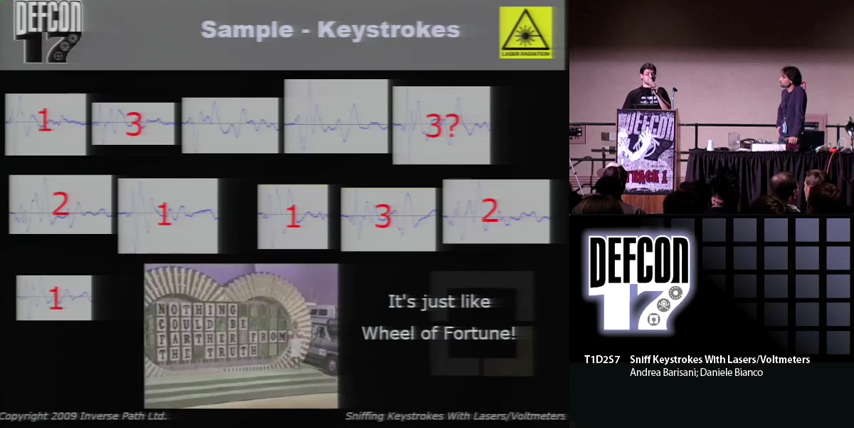 DEFCON
17
Sample - Keystrokes
LASER RADIATION
1
3
3?
2
1
1
3
2
1
NOTHING
COULD BE
FARTHER FROM
THE TRUTH
It's just like
Wheel of Fortune!
Copyright 2009 Inverse Path Ltd.
Sniffing Keystrokes With Lasers/Voltmeters
DEFCON
TRACK 1
DEFCON
17
T1D2S7 Sniff Keystrokes With Lasers/Voltmeters
Andrea Barisani; Daniele Bianco